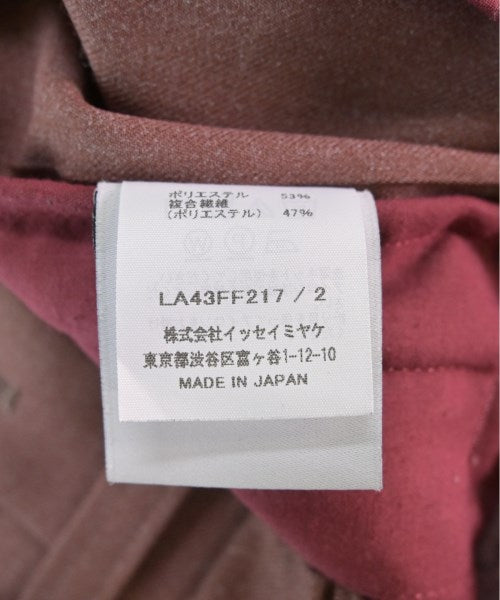 ポリエステル 53%
複合繊維
(ポリエステル) 47%
LA43FF217 / 2
株式会社イッセイミヤケ
東京都渋谷区富ヶ谷1-12-10
MADE IN JAPAN